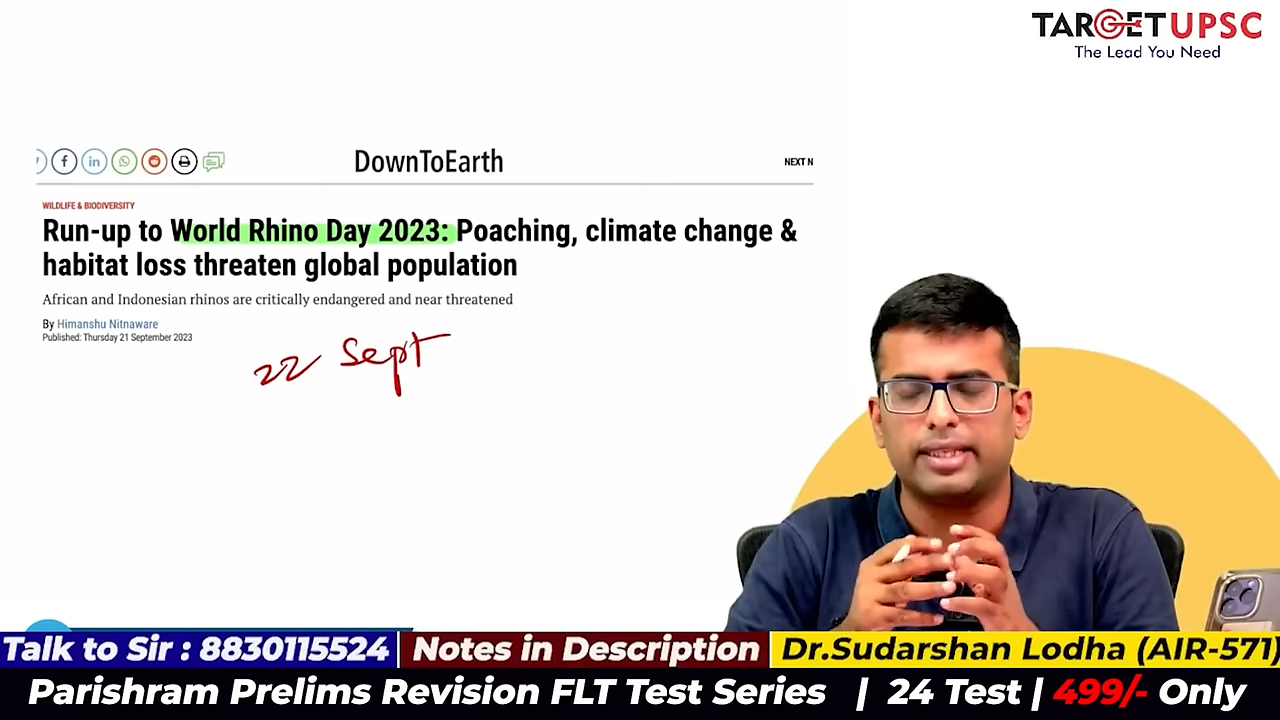 TARGET UPSC
The Lead You Need
DownToEarth
NEXT N
WILDLIFE & BIODIVERSITY
Run-up to World Rhino Day 2023: Poaching, climate change &
habitat loss threaten global population
African and Indonesian rhinos are critically endangered and near threatened
By Himanshu Nitnaware
Published: Thursday 21 September 2023
22 Sept
Talk to Sir : 8830115524 Notes in Description Dr.Sudarshan Lodha (AIR-571)
Parishram Prelims Revision FLT Test Series | 24 Test | 499/- Only